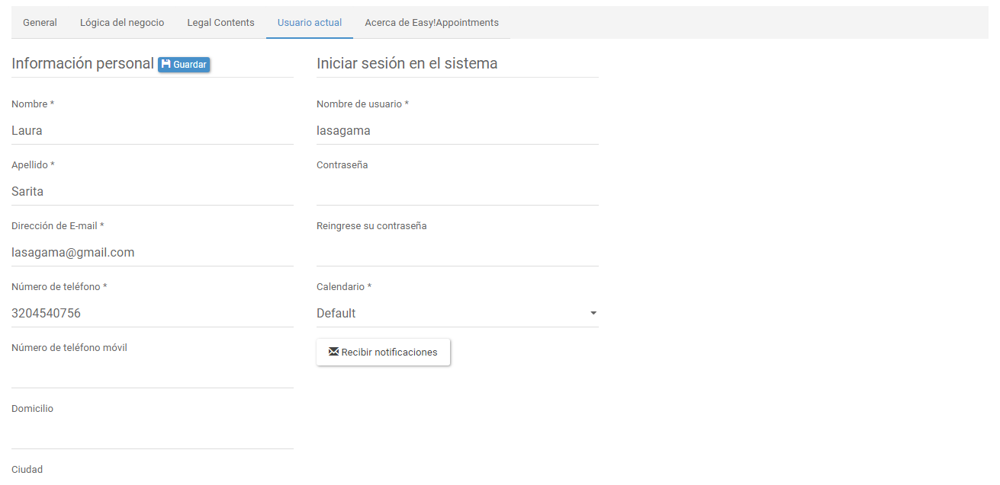 General Lógica del negocio Legal Contents Usuario actual Acerca de Easy!Appointments
Información personal Guardar
Nombre *
Laura
Apellido *
Sarita
Dirección de E-mail *
lasagama@gmail.com
Número de teléfono *
3204540756
Número de teléfono móvil
Domicilio
Ciudad
Iniciar sesión en el sistema
Nombre de usuario *
lasagama
Contraseña
Reingrese su contraseña
Calendario *
Default
Recibir notificaciones